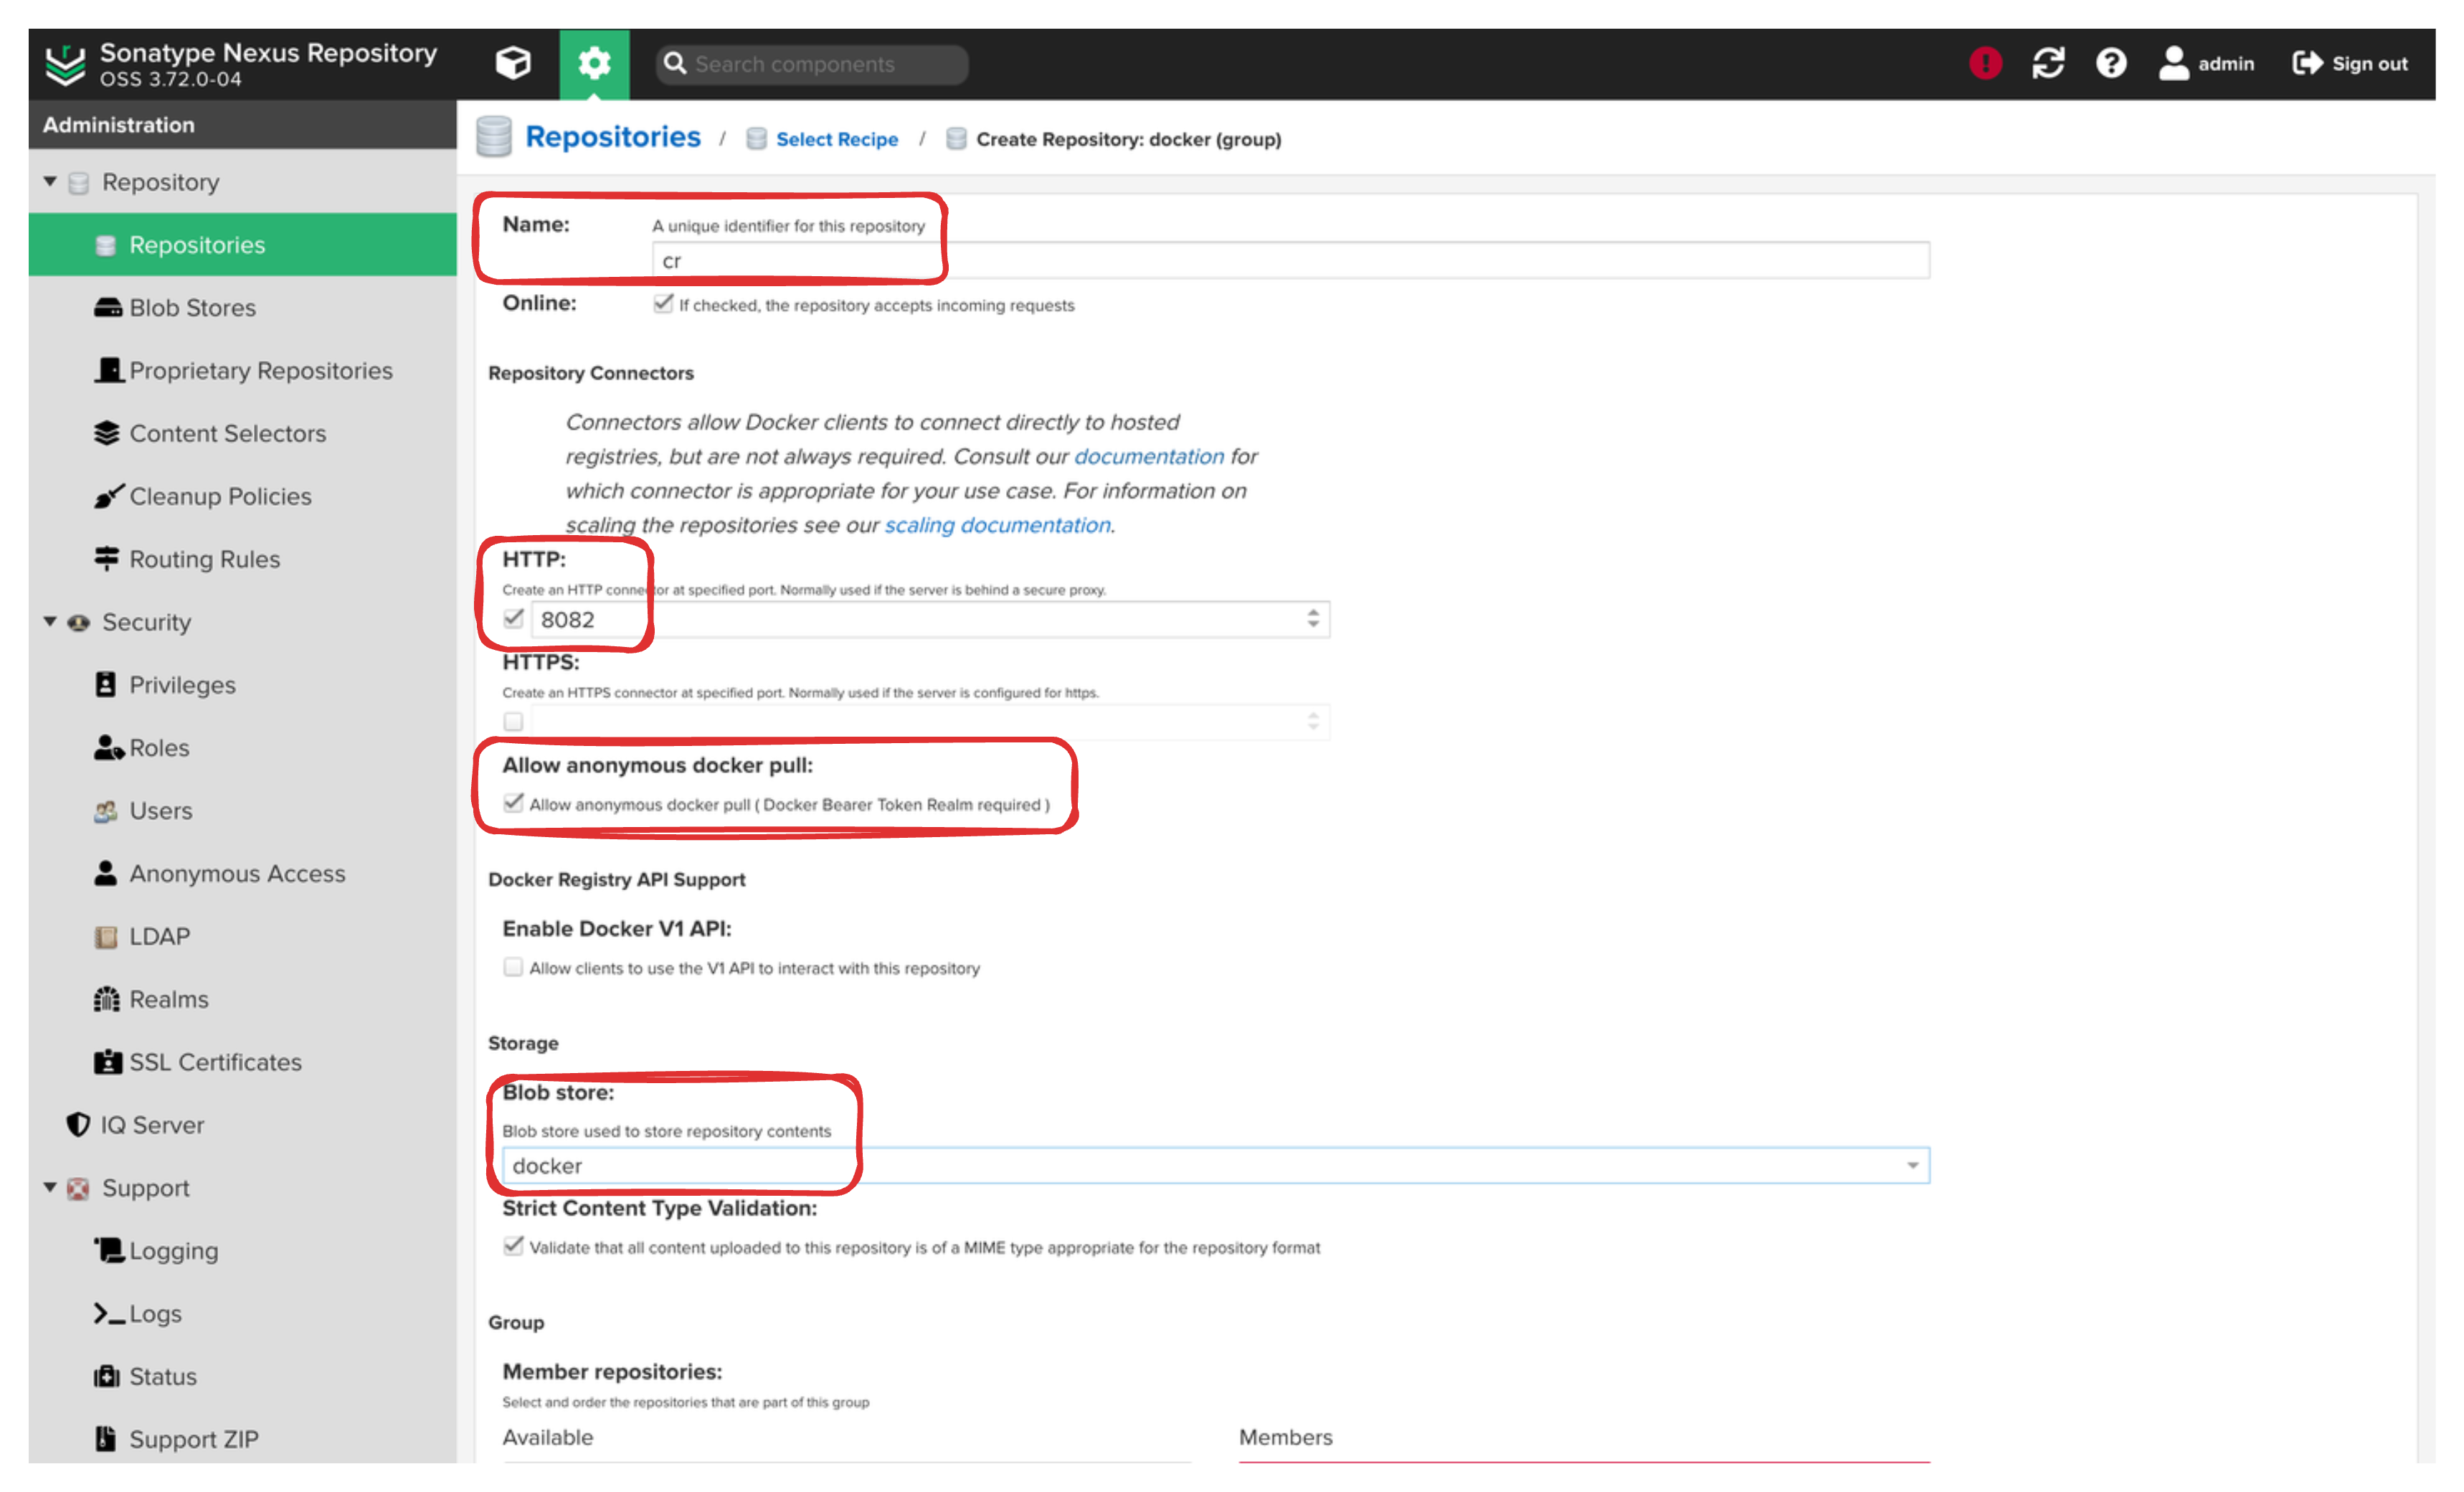 Sonatype Nexus Repository
OSS 3.72.0-04
Search components
admin
Sign out
Administration
Repository
Repositories
Blob Stores
Proprietary Repositories
Content Selectors
Cleanup Policies
Routing Rules
Security
Privileges
Roles
Users
Anonymous Access
LDAP
Realms
SSL Certificates
IQ Server
Support
Logging
Logs
Status
Support ZIP
Repositories / Select Recipe / Create Repository: docker (group)
Name: A unique identifier for this repository
cr
Online: If checked, the repository accepts incoming requests
Repository Connectors
Connectors allow Docker clients to connect directly to hosted
registries, but are not always required. Consult our documentation for
which connector is appropriate for your use case. For information on
scaling the repositories see our scaling documentation.
HTTP:
Create an HTTP connector at specified port. Normally used if the server is behind a secure proxy.
8082
HTTPS:
Create an HTTPS connector at specified port. Normally used if the server is configured for https.
Allow anonymous docker pull:
Allow anonymous docker pull ( Docker Bearer Token Realm required )
Docker Registry API Support
Enable Docker V1 API:
Allow clients to use the V1 API to interact with this repository
Storage
Blob store:
Blob store used to store repository contents
docker
Strict Content Type Validation:
Validate that all content uploaded to this repository is of a MIME type appropriate for the repository format
Group
Member repositories:
Select and order the repositories that are part of this group
Available
Members